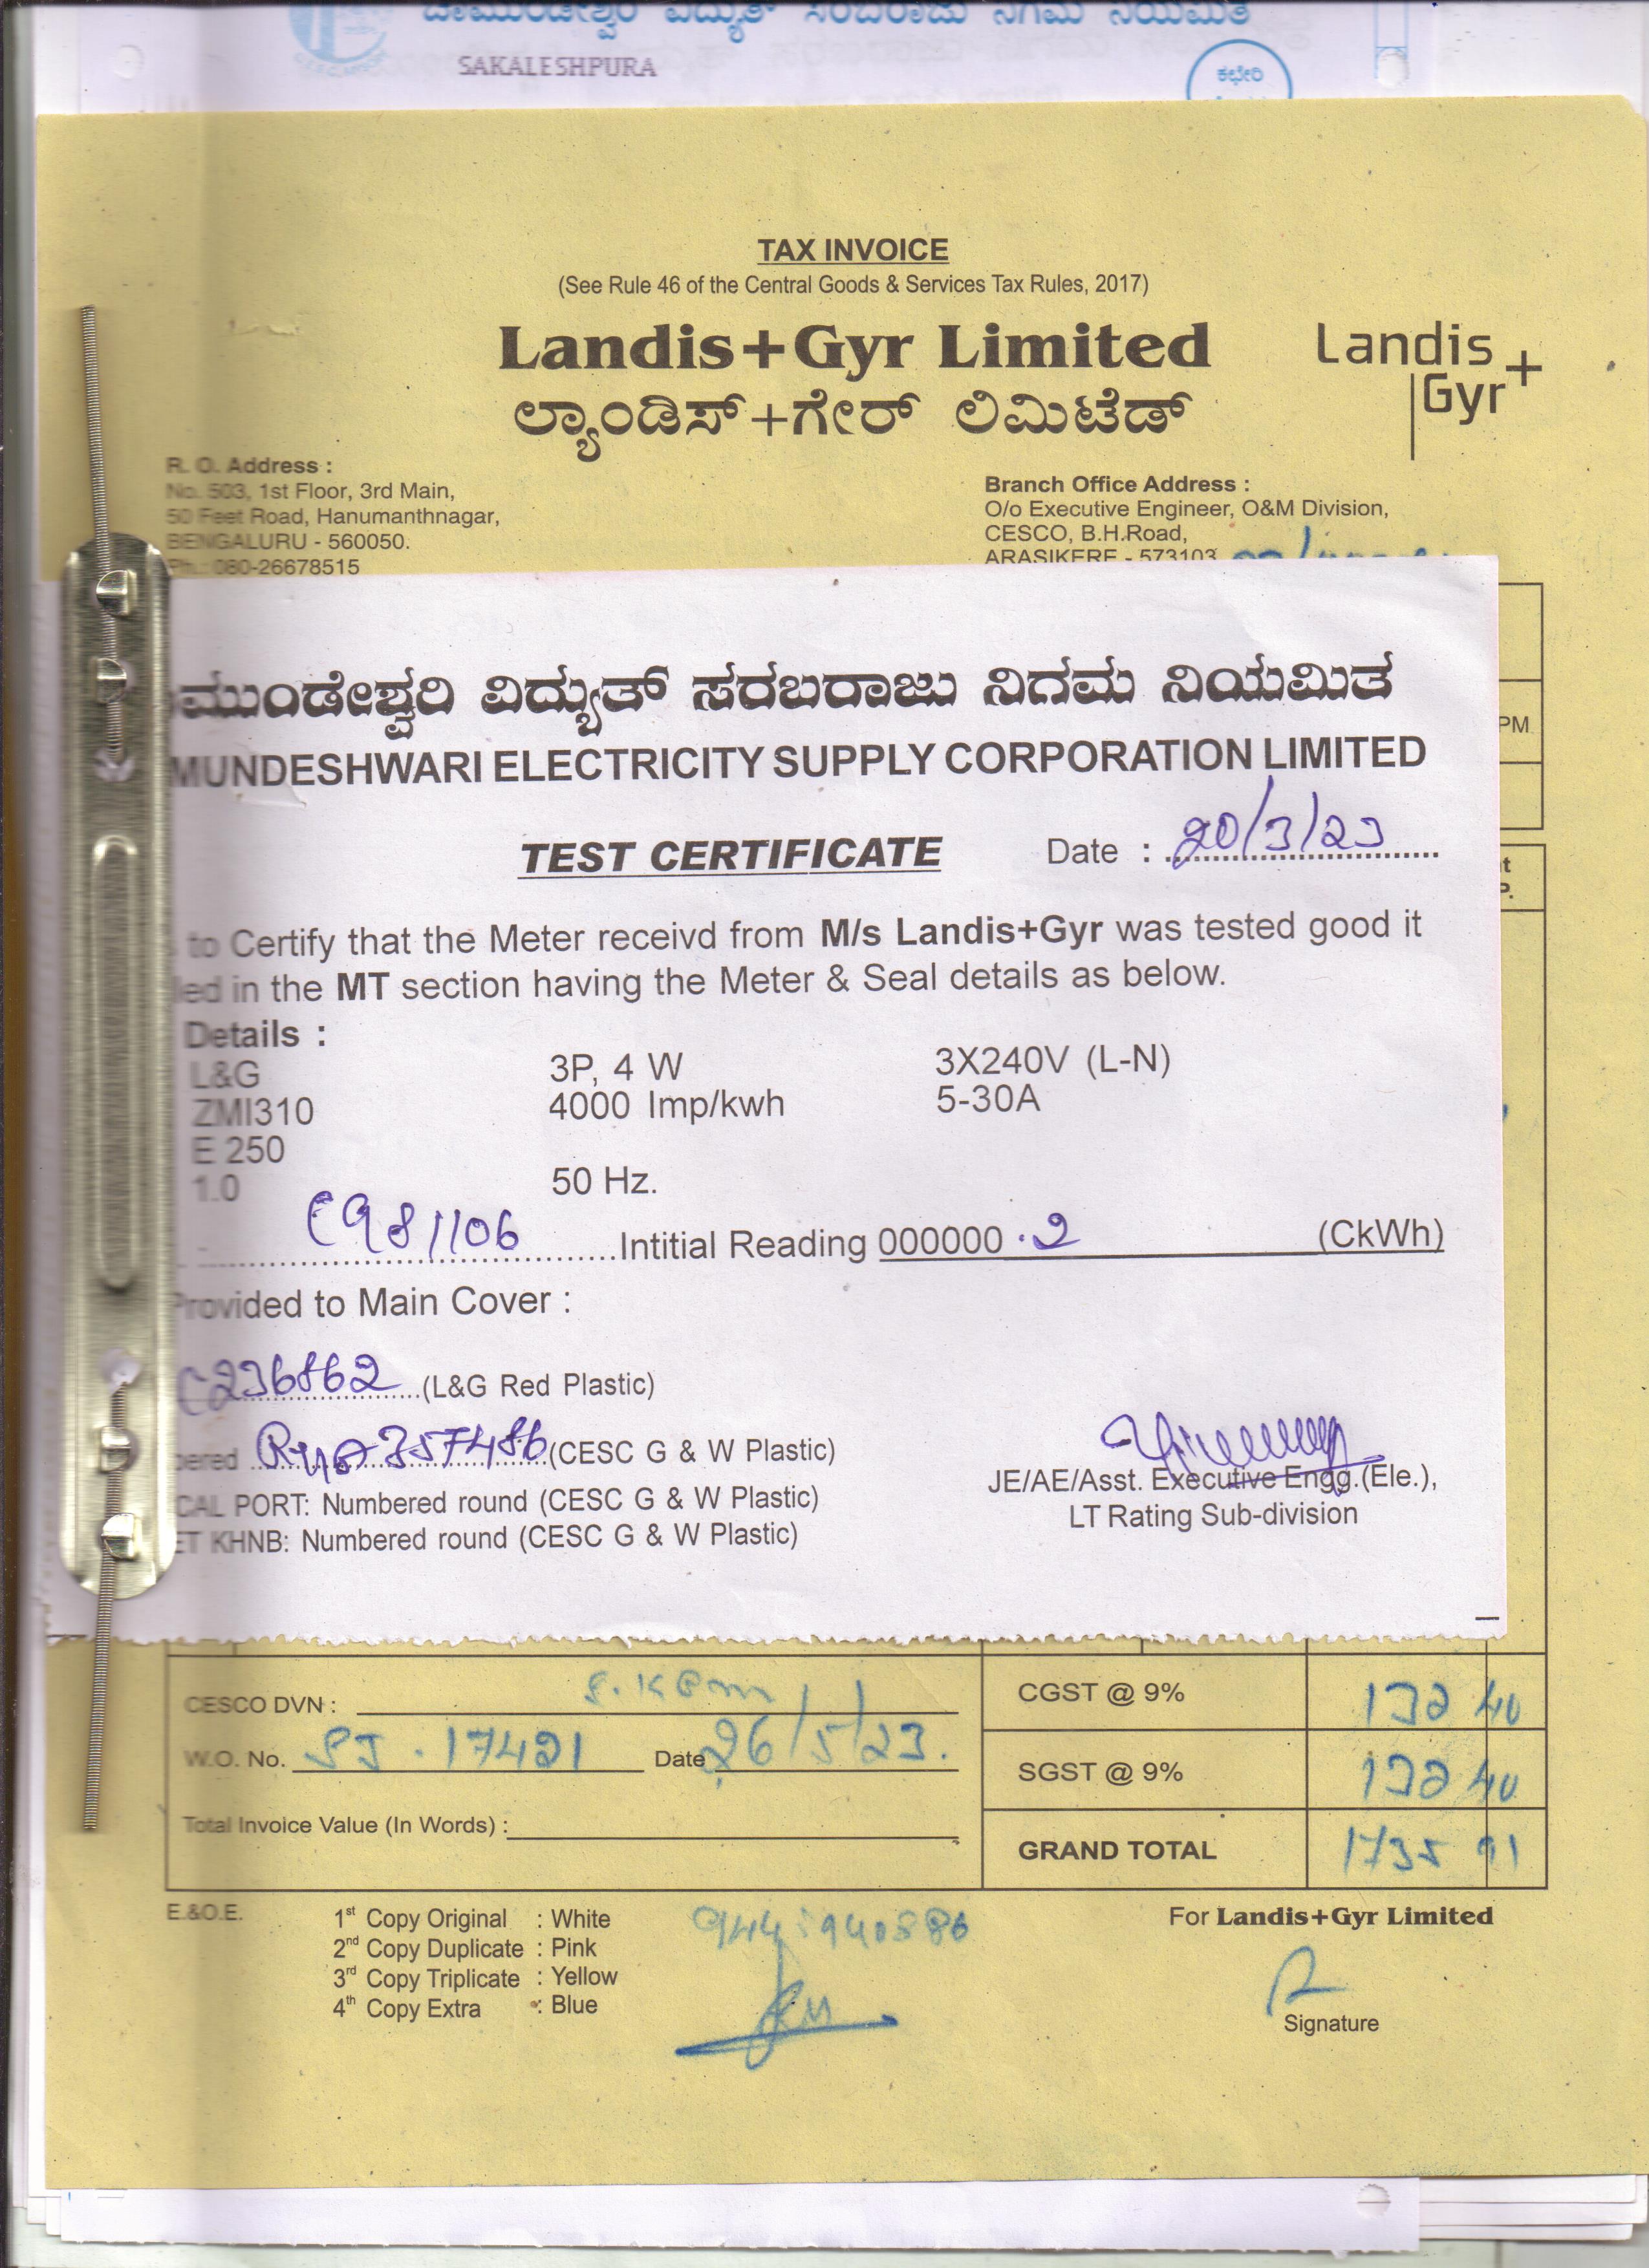 ಚಾಮುಂಡೇಶ್ವರಿ ವಿದ್ಯುತ್ ಸರಬರಾಜು ನಿಗಮ ನಿಯಮಿತ
SAKALESHPURA
ಕಛೇರಿ
TAX INVOICE
(See Rule 46 of the Central Goods & Services Tax Rules, 2017)
Landis+Gyr Limited
Landis+
Gyr
ಲ್ಯಾಂಡಿಸ್+ಗೇರ್ ಲಿಮಿಟೆಡ್
R. O. Address :
No. 503, 1st Floor, 3rd Main,
50 Feet Road, Hanumanthnagar,
BENGALURU - 560050.
Ph.: 080-26678515
Branch Office Address :
O/o Executive Engineer, O&M Division,
CESCO, B.H.Road,
ARASIKERE - 573103
ಮುಂಡೇಶ್ವರಿ ವಿದ್ಯುತ್ ಸರಬರಾಜು ನಿಗಮ ನಿಯಮಿತ
MUNDESHWARI ELECTRICITY SUPPLY CORPORATION LIMITED
PM
TEST CERTIFICATE Date : 20/3/23
to Certify that the Meter receivd from M/s Landis+Gyr was tested good it
led in the MT section having the Meter & Seal details as below.
Details :
L&G 3P, 4 W 3X240V (L-N)
ZMI310 4000 Imp/kwh 5-30A
E 250
1.0 50 Hz.
C981106 Intitial Reading 000000 .2 (CkWh)
Provided to Main Cover :
C236862 (L&G Red Plastic)
bered (CESC G & W Plastic)
CAL PORT: Numbered round (CESC G & W Plastic)
ET KHNB: Numbered round (CESC G & W Plastic)
JE/AE/Asst. Executive Engg.(Ele.),
LT Rating Sub-division
CESCO DVN :
W.O. No. SJ . 17421 Date 26/5/23.
Total Invoice Value (In Words) :
CGST @ 9% 132 40
SGST @ 9% 132 40
GRAND TOTAL 1735 91
E.&O.E.
1st Copy Original : White
2nd Copy Duplicate : Pink
3rd Copy Triplicate : Yellow
4th Copy Extra : Blue
For Landis+Gyr Limited
Signature